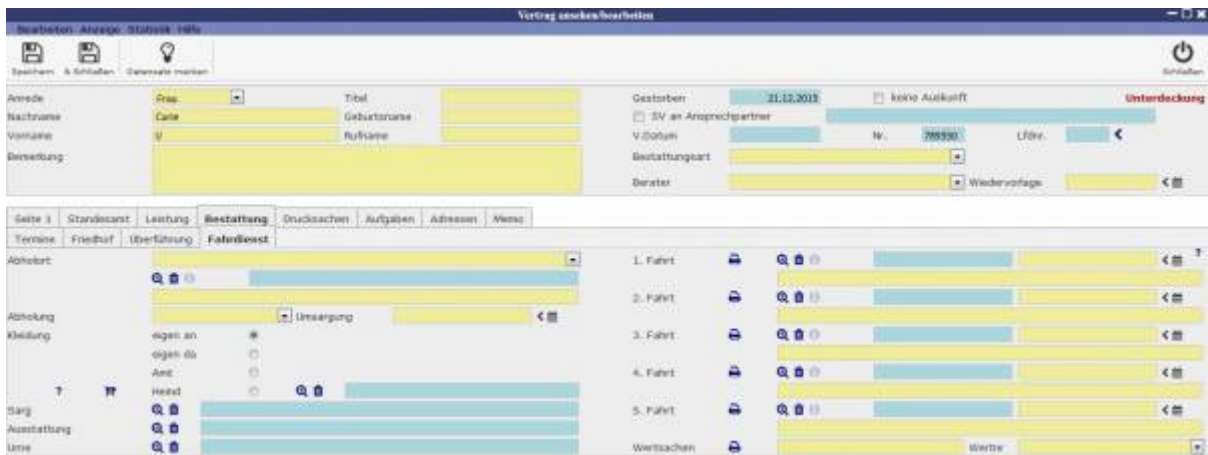 Vertrag ansehen/bearbeiten
Bearbeiten Anzeige Statistik Hilfe
Speichern & Schließen Datensatz merken Schließen
Anrede Frau Titel Gestorben 21.12.2015 keine Auskunft Unterdeckung
Nachname Geburtsname SV an Ansprechpartner
Vorname Rufname V.Datum Nr. LfdNr.
Bemerkung Bestattungsart
Berater Wiedervorlage
Seite 1 Standesamt Leistung Bestattung Drucksachen Aufgaben Adressen Memo
Termine Friedhof Überführung Fahrdienst
Abholort 1. Fahrt ?
2. Fahrt
Abholung Umsargung
Kleidung eigen an 3. Fahrt
eigen da
Amt 4. Fahrt
? Hemd
Sarg 5. Fahrt
Ausstattung
Urne Wertsachen Werte